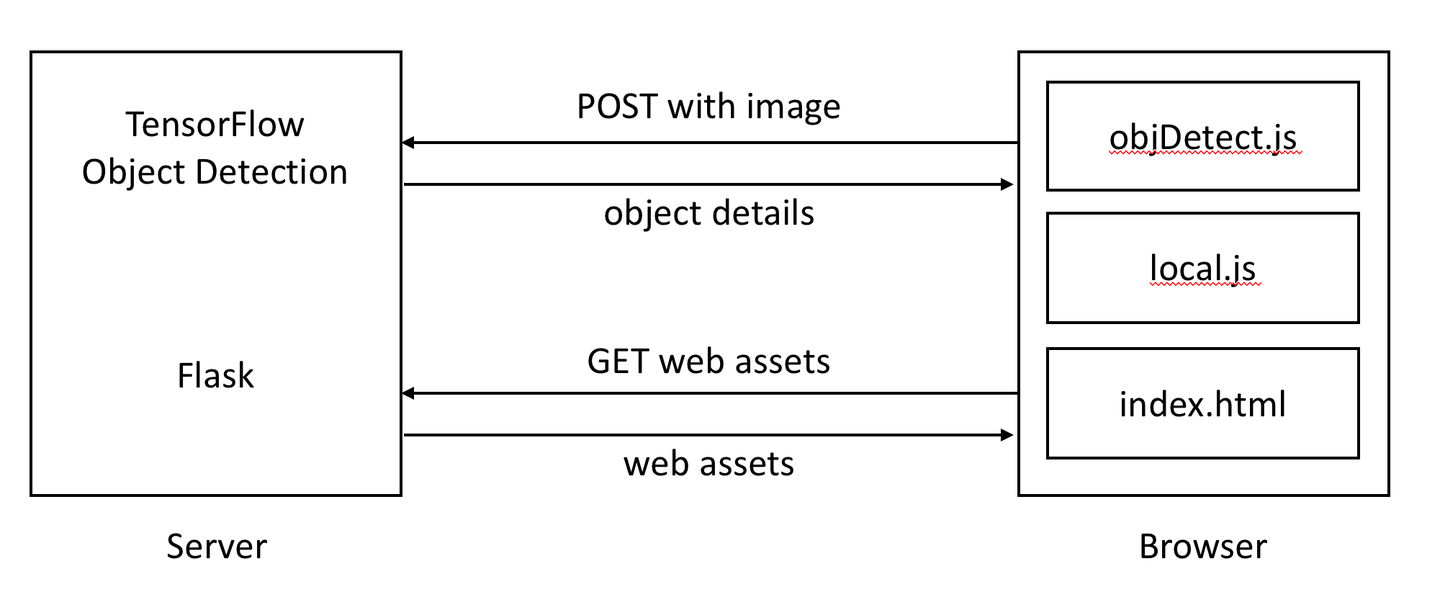 TensorFlow
Object Detection
Flask
Server
POST with image
object details
GET web assets
web assets
objDetect.js
local.js
index.html
Browser